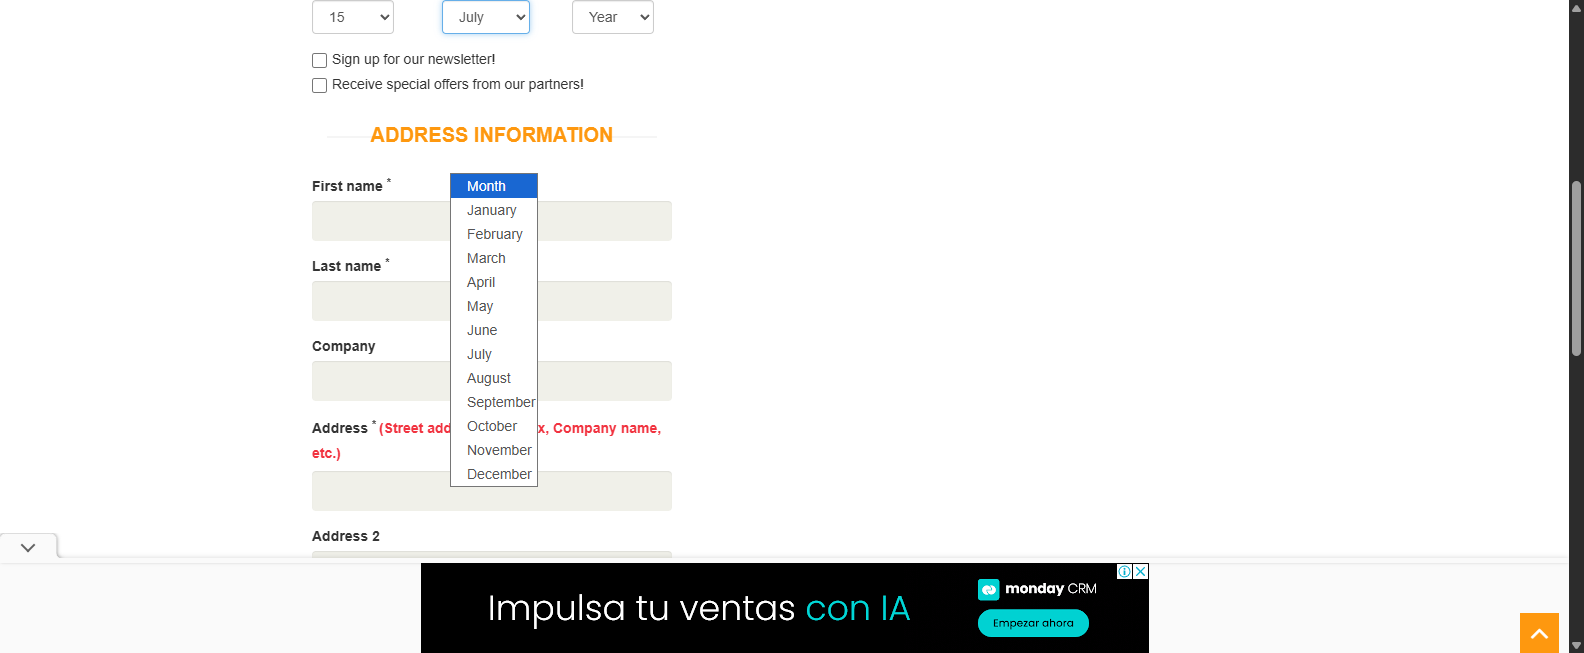 15 July Year
Sign up for our newsletter!
Receive special offers from our partners!
ADDRESS INFORMATION
First name *
Month
January
February
March
April
May
June
July
August
September
October
November
December
Last name *
Company
Address * (Street add x, Company name,
etc.)
Address 2
Impulsa tu ventas con IA
monday CRM
Empezar ahora